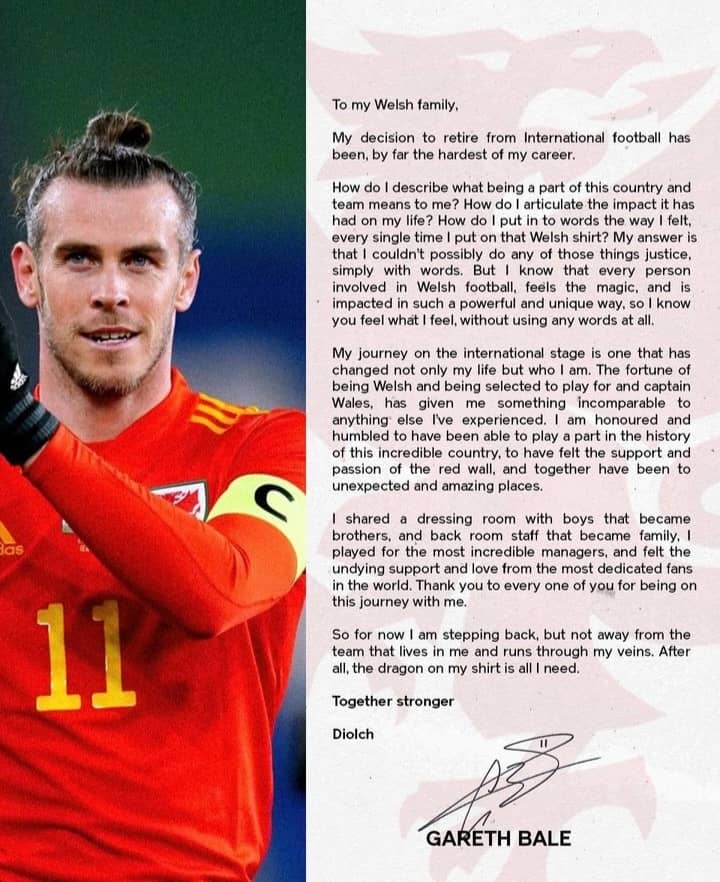 To my Welsh family,
My decision to retire from International football has
been, by far the hardest of my career.
How do I describe what being a part of this country and
team means to me? How do I articulate the impact it has
had on my life? How do I put in to words the way I felt,
every single time I put on that Welsh shirt? My answer is
that I couldn't possibly do any of those things justice,
simply with words. But I know that every person
involved in Welsh football, feels the magic, and is
impacted in such a powerful and unique way, so I know
you feel what I feel, without using any words at all.
My journey on the international stage is one that has
changed not only my life but who I am. The fortune of
being Welsh and being selected to play for and captain
Wales, has given me something incomparable to
anything else I've experienced. I am honoured and
humbled to have been able to play a part in the history
of this incredible country, to have felt the support and
passion of the red wall, and together have been to
unexpected and amazing places.
I shared a dressing room with boys that became
brothers, and back room staff that became family, I
played for the most incredible managers, and felt the
undying support and love from the most dedicated fans
in the world. Thank you to every one of you for being on
this journey with me.
So for now I am stepping back, but not away from the
team that lives in me and runs through my veins. After
all, the dragon on my shirt is all I need.
Together stronger
Diolch
GARETH BALE
C
das
11